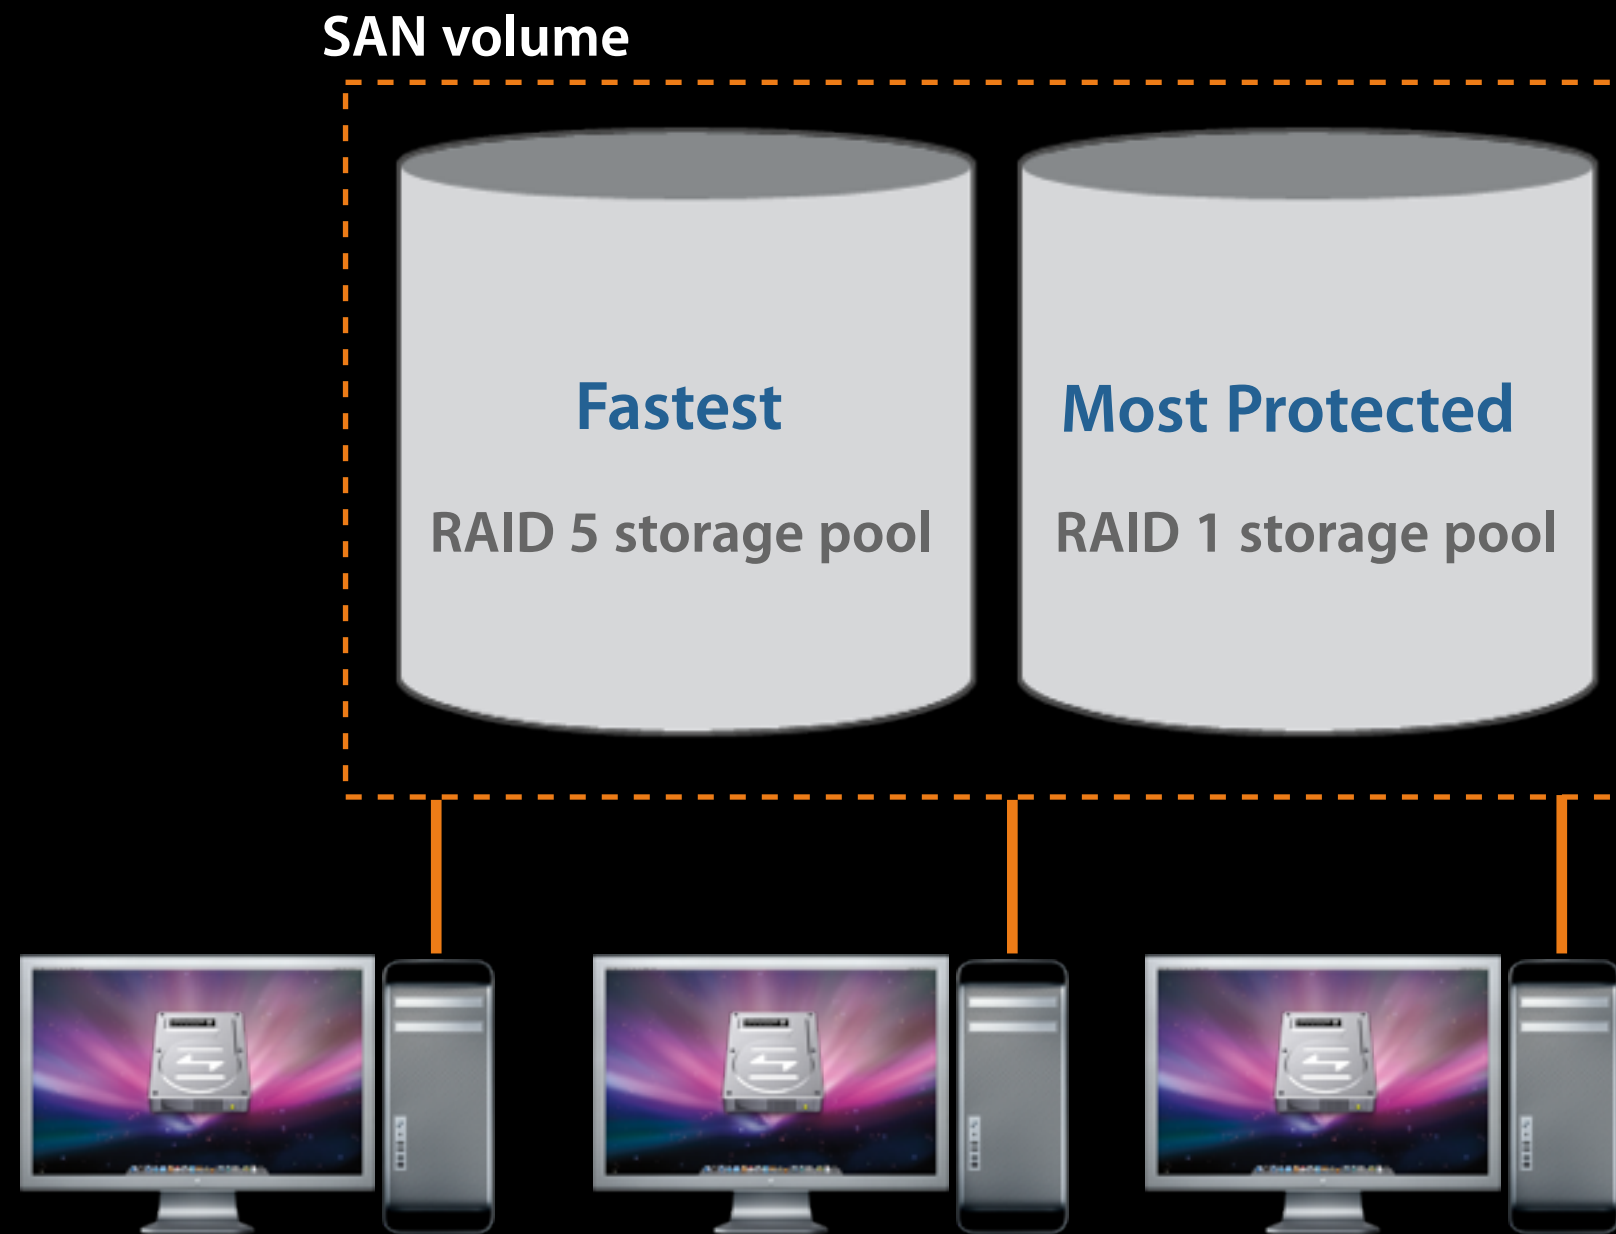 SAN volume
Fastest
RAID 5 storage pool
Most Protected
RAID 1 storage pool